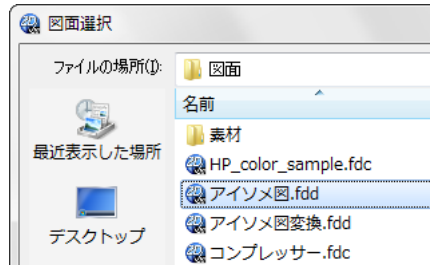 図面選択
ファイルの場所(I):
図面
名前
最近表示した場所
デスクトップ
素材
HP_color_sample.fdc
アイソメ図.fdd
アイソメ図変換.fdd
コンプレッサー.fdc